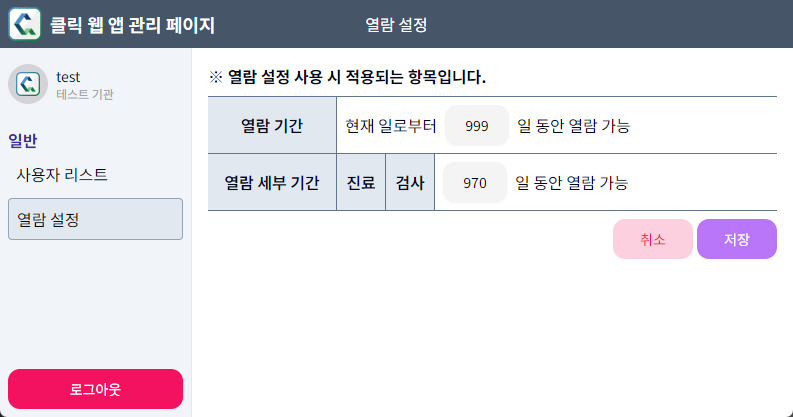 클릭 웹 앱 관리 페이지
열람 설정
test
테스트 기관
일반
사용자 리스트
열람 설정
로그아웃
※ 열람 설정 사용 시 적용되는 항목입니다.
열람 기간 현재 일로부터 999 일 동안 열람 가능
열람 세부 기간 진료 검사 970 일 동안 열람 가능
취소 저장